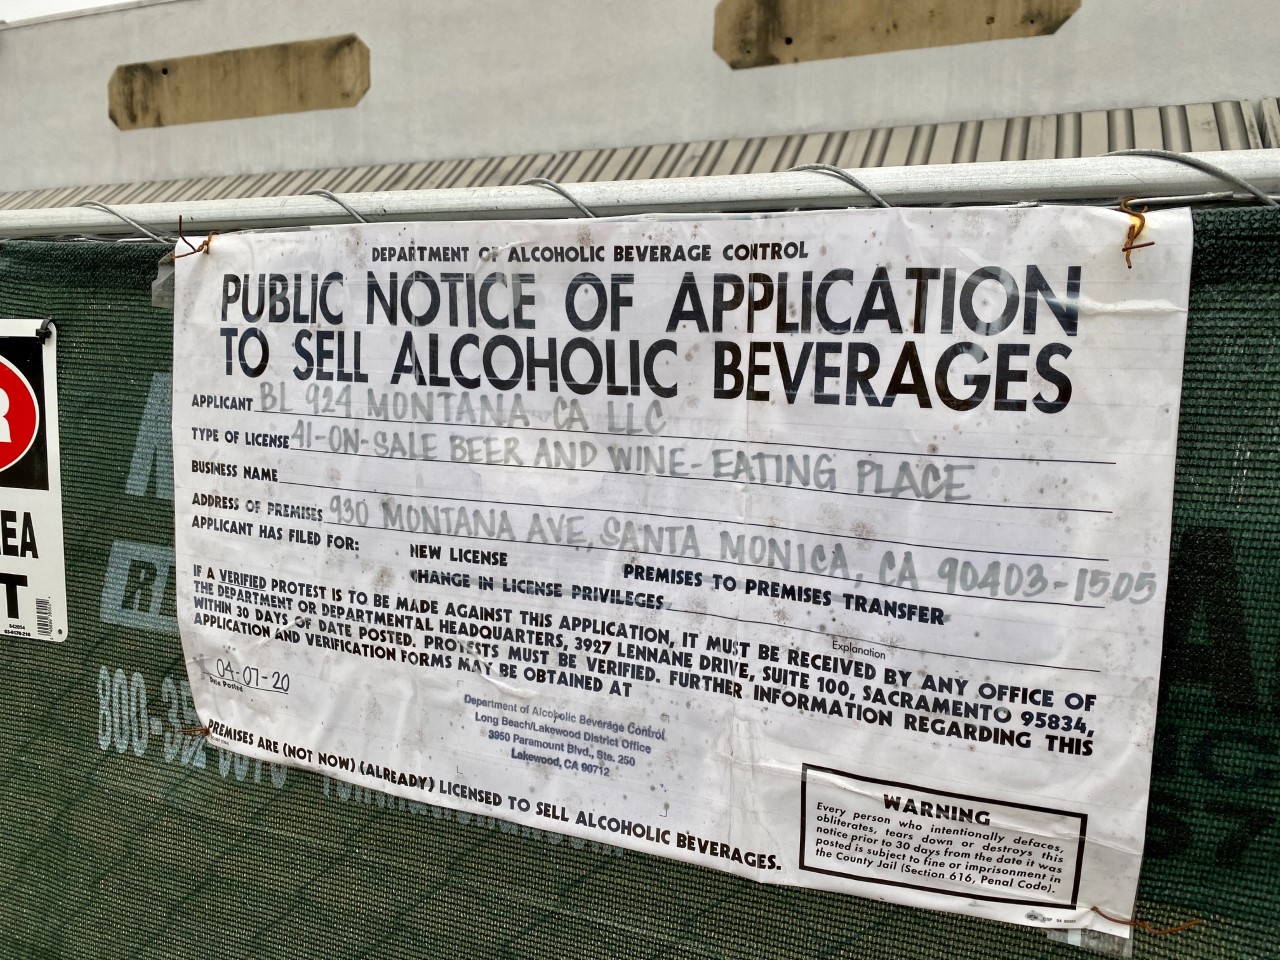 DEPARTMENT OF ALCOHOLIC BEVERAGE CONTROL
PUBLIC NOTICE OF APPLICATION
TO SELL ALCOHOLIC BEVERAGES
APPLICANT BL 924 MONTANA CA LLC
TYPE OF LICENSE 41-ON-SALE BEER AND WINE-EATING PLACE
BUSINESS NAME
ADDRESS OF PREMISES 930 MONTANA AVE, SANTA MONICA, CA 90403-1505
APPLICANT HAS FILED FOR: NEW LICENSE PREMISES TO PREMISES TRANSFER
CHANGE IN LICENSE PRIVILEGES
Explanation
IF A VERIFIED PROTEST IS TO BE MADE AGAINST THIS APPLICATION, IT MUST BE RECEIVED BY ANY OFFICE OF
THE DEPARTMENT OR DEPARTMENTAL HEADQUARTERS, 3927 LENNANE DRIVE, SUITE 100, SACRAMENTO 95834,
WITHIN 30 DAYS OF DATE POSTED. PROTESTS MUST BE VERIFIED. FURTHER INFORMATION REGARDING THIS
APPLICATION AND VERIFICATION FORMS MAY BE OBTAINED AT
04-07-20
Date Posted
Department of Alcoholic Beverage Control
Long Beach/Lakewood District Office
3950 Paramount Blvd., Ste. 250
Lakewood, CA 90712
PREMISES ARE (NOT NOW) (ALREADY) LICENSED TO SELL ALCOHOLIC BEVERAGES.
WARNING
Every person who intentionally defaces,
obliterates, tears down or destroys this
notice prior to 30 days from the date it was
posted is subject to fine or imprisonment in
the County Jail (Section 616, Penal Code).
R
EA
T
800-3